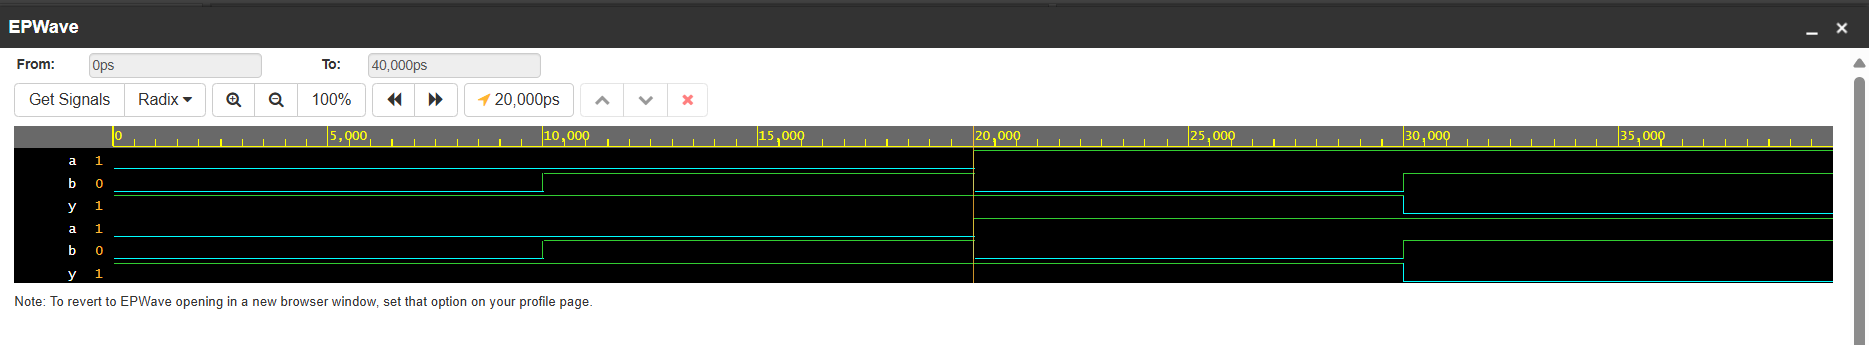 EPWave
From: 0ps To: 40,000ps
Get Signals Radix 100% 20,000ps
0 5,000 10,000 15,000 20,000 25,000 30,000 35,000
a 1
b 0
y 1
a 1
b 0
y 1
Note: To revert to EPWave opening in a new browser window, set that option on your profile page.